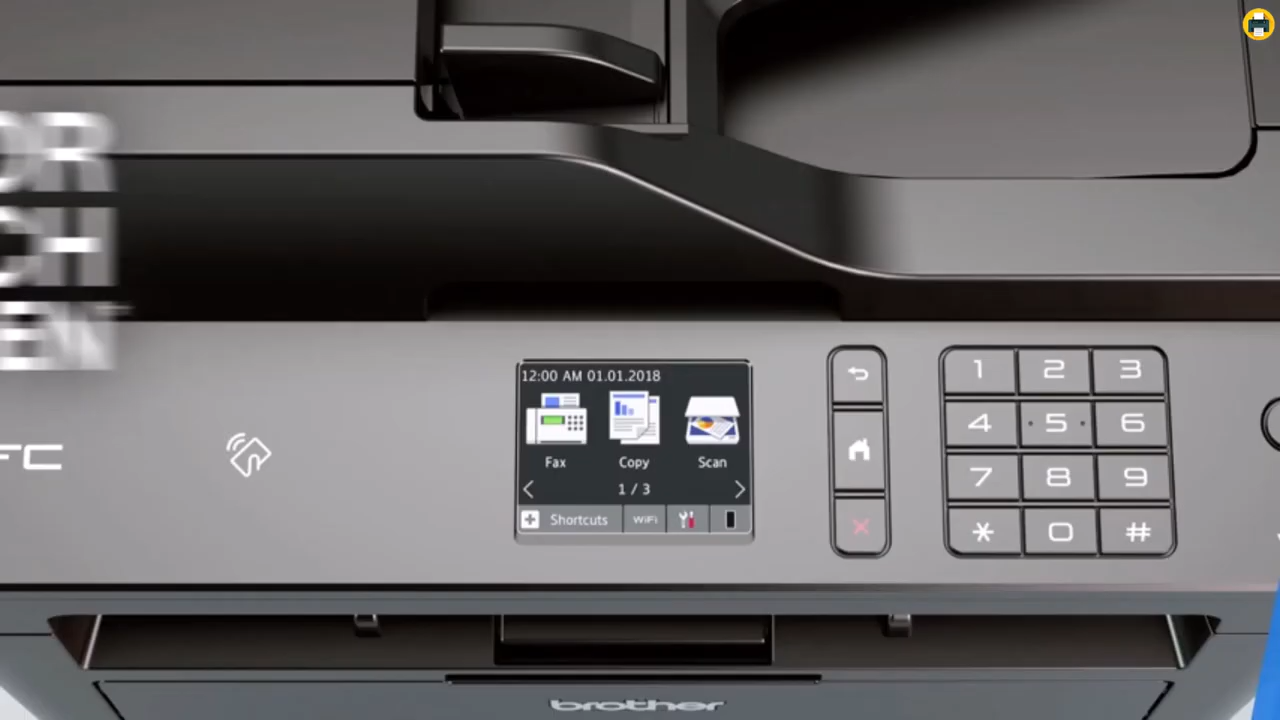 12:00 AM 01.01.2018
Fax Copy Scan
1 / 3
Shortcuts WiFi
1 2 3
4 5 6
7 8 9
* 0 #
brother